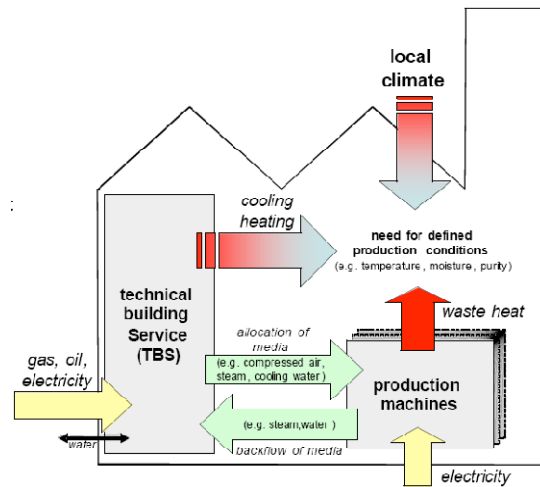 local
climate
:
cooling
heating
need for defined
production conditions
(e.g. temperature, moisture, purity)
technical
building
Service
(TBS)
waste heat
allocation of
media
(e.g. compressed air,
steam, cooling water)
production
machines
gas, oil,
electricity
water
(e.g. steam,water)
backflow of media
electricity